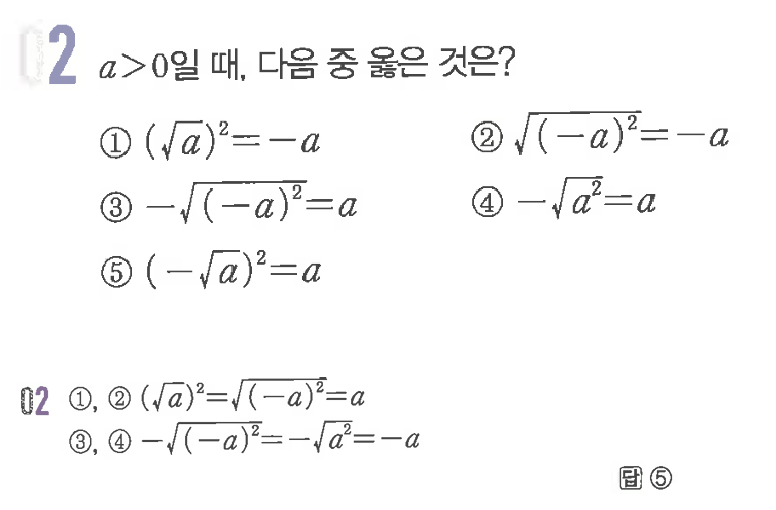 02 a>0일 때, 다음 중 옳은 것은?
① (√a)²=-a ② √(-a)²=-a
③ -√(-a)²=a ④ -√a²=a
⑤ (-√a)²=a
02 ①, ② (√a)²=√(-a)²=a
③, ④ -√(-a)²=-√a²=-a
답 ⑤